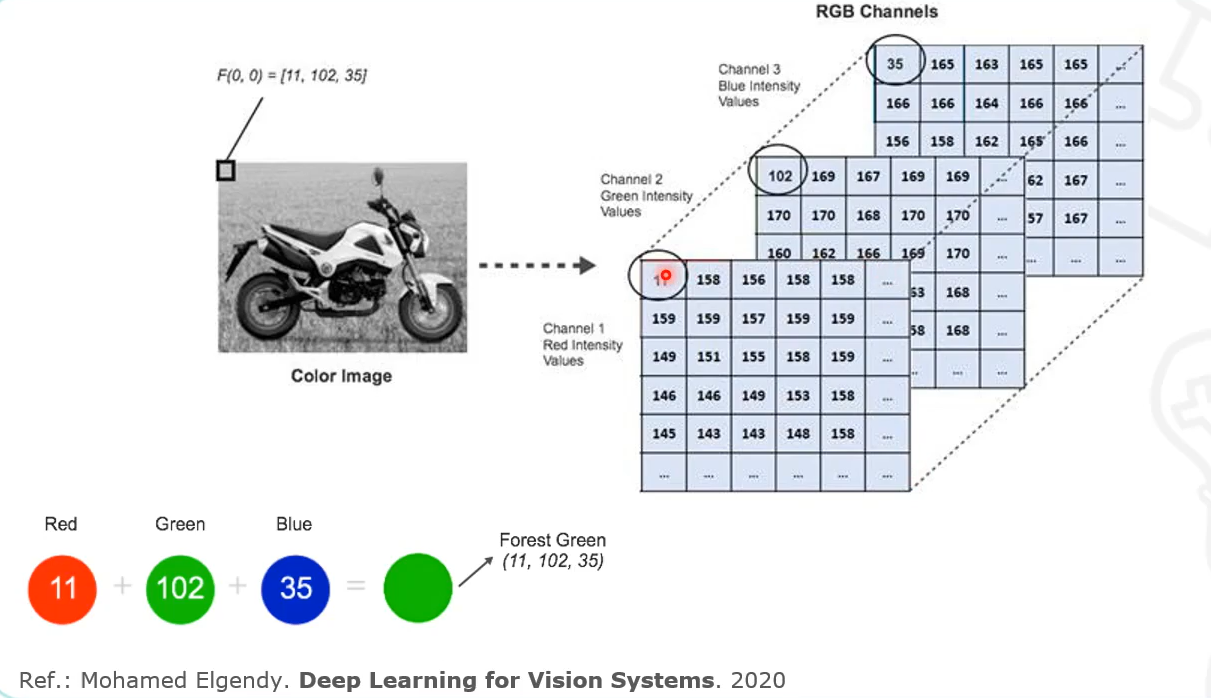 RGB Channels
F(0, 0) = [11, 102, 35]
Channel 3
Blue Intensity
Values
35 165 163 165 165 ...
166 166 164 166 166 ...
156 158 162 165 166 ...
62 167 ...
57 167 ...
... ... ...
Channel 2
Green Intensity
Values
102 169 167 169 169 ...
170 170 168 170 170 ...
160 162 166 169 170 ...
63 168 ...
58 168 ...
... ... ...
Channel 1
Red Intensity
Values
158 156 158 158 ...
159 159 157 159 159 ...
149 151 155 158 159 ...
146 146 149 153 158 ...
145 143 143 148 158 ...
... ... ... ... ... ...
Color Image
Red Green Blue
11 + 102 + 35 =
Forest Green
(11, 102, 35)
Ref.: Mohamed Elgendy. Deep Learning for Vision Systems. 2020